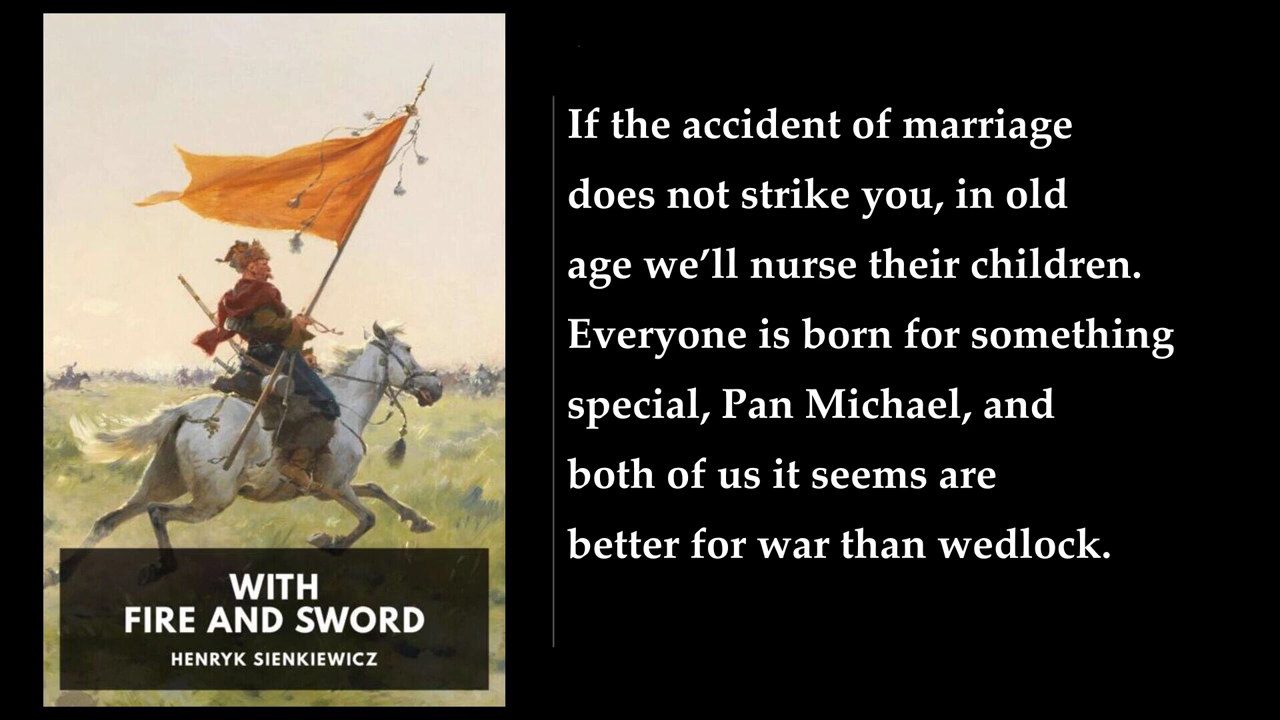 WITH
FIRE AND SWORD
HENRYK SIENKIEWICZ
If the accident of marriage
does not strike you, in old
age we’ll nurse their children.
Everyone is born for something
special, Pan Michael, and
both of us it seems are
better for war than wedlock.